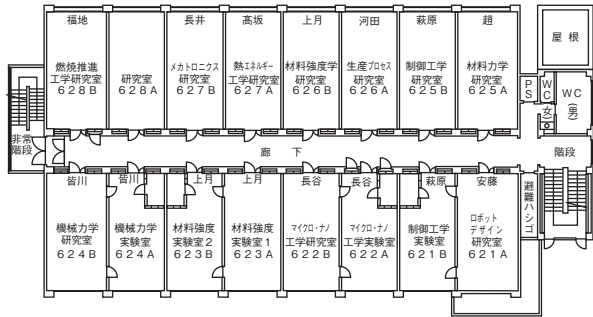 福地
燃焼推進
工学研究室
628B
研究室
628A
長井
メカトロニクス
研究室
627B
髙坂
熱エネルギー
工学研究室
627A
上月
材料強度学
研究室
626B
河田
生産プロセス
研究室
626A
萩原
制御工学
研究室
625B
趙
材料力学
研究室
625A
PS
WC
(女)
WC
(男)
屋根
非常
階段
廊下
階段
皆川
機械力学
研究室
624B
皆川
機械力学
実験室
624A
上月
材料強度
実験室2
623B
上月
材料強度
実験室1
623A
長谷
マイクロ・ナノ
工学研究室
622B
長谷
マイクロ・ナノ
工学実験室
622A
萩原
制御工学
実験室
621B
安藤
ロボット
デザイン
研究室
621A
避難ハシゴ